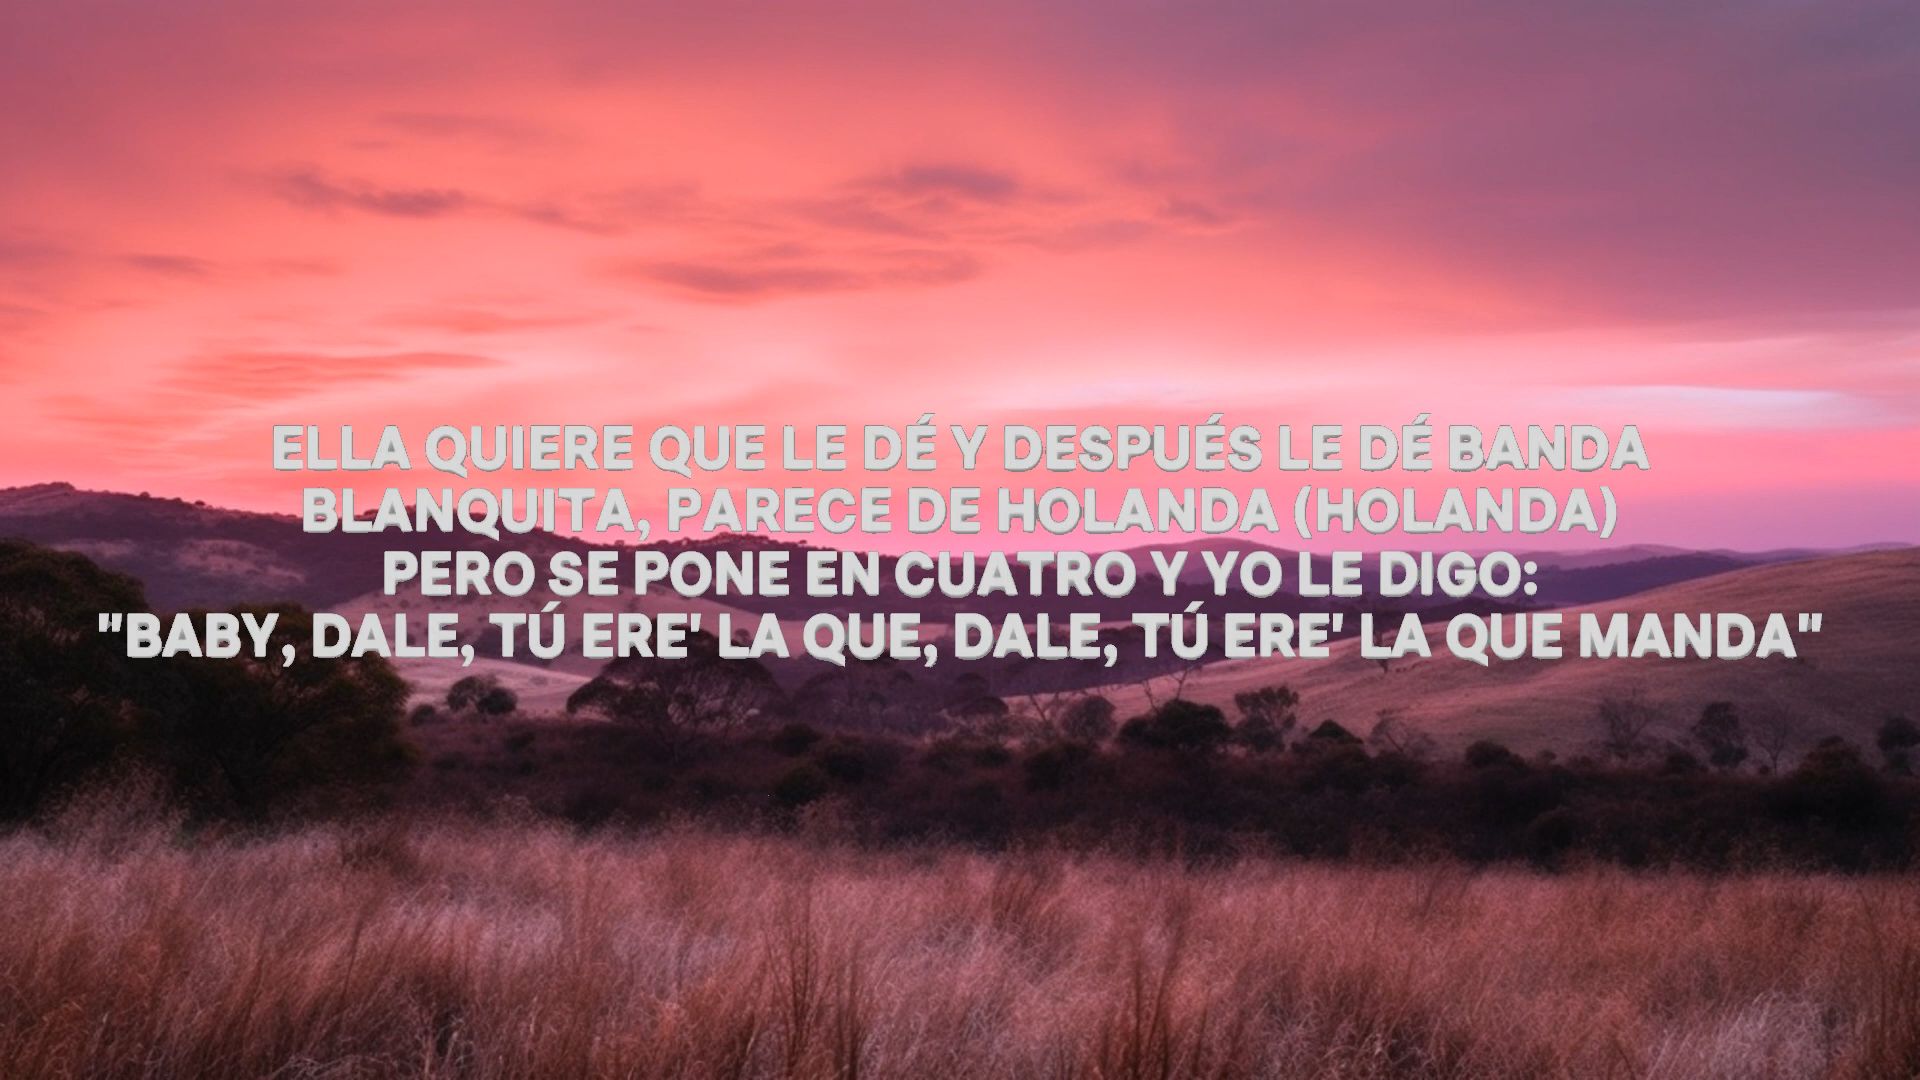 ELLA QUIERE QUE LE DÉ Y DESPUÉS LE DÉ BANDA
BLANQUITA, PARECE DE HOLANDA (HOLANDA)
PERO SE PONE EN CUATRO Y YO LE DIGO:
"BABY, DALE, TÚ ERE' LA QUE, DALE, TÚ ERE' LA QUE MANDA"